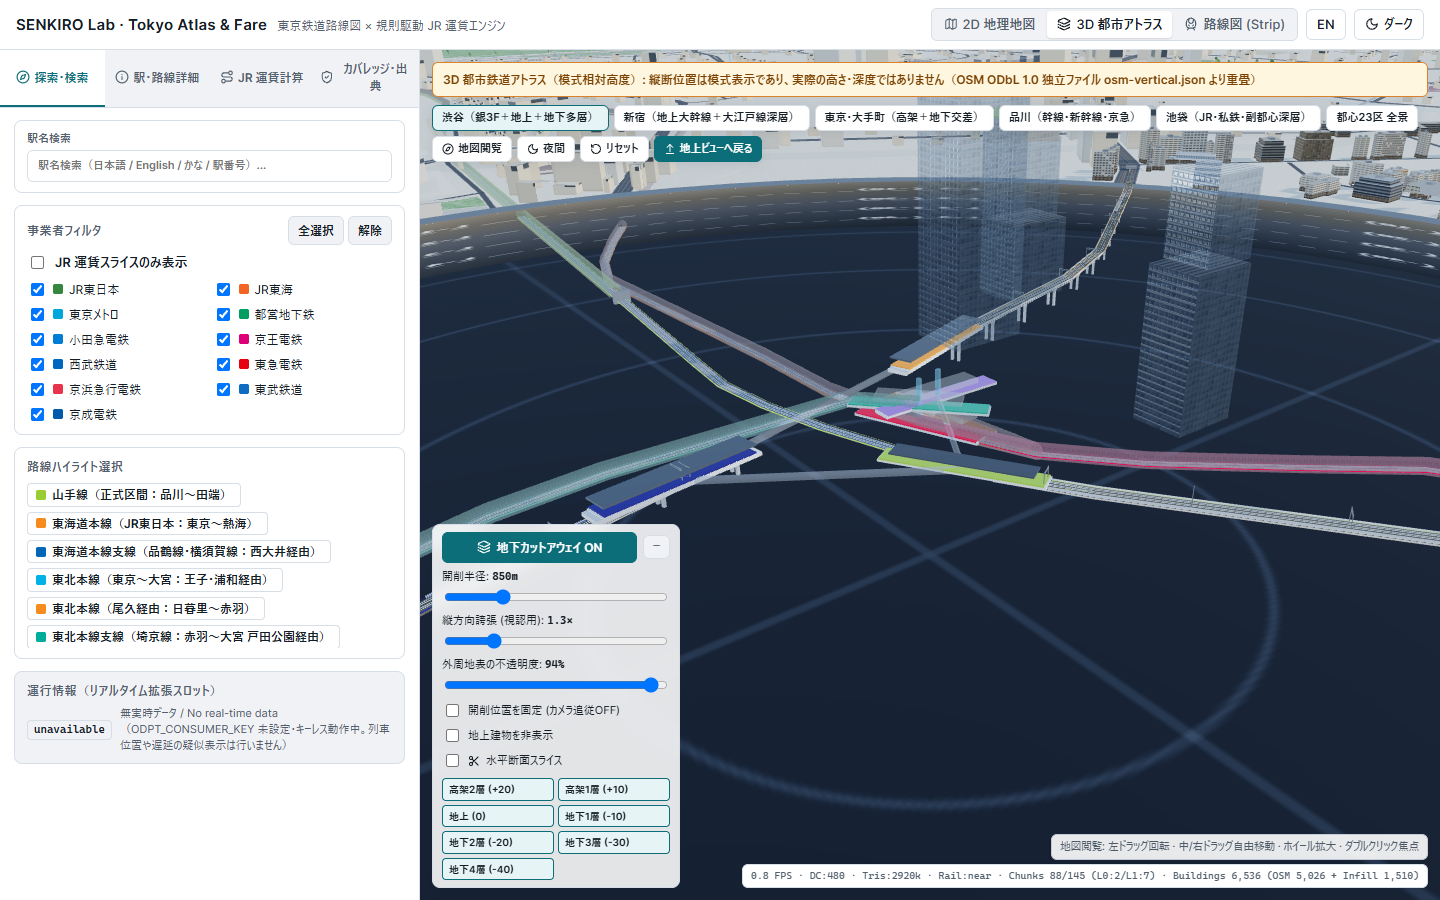 SENKIRO Lab · Tokyo Atlas & Fare
東京鉄道路線図 × 規則駆動 JR 運賃エンジン
2D 地理地図
3D 都市アトラス
路線図 (Strip)
EN
ダーク
探索・検索
駅・路線詳細
JR 運賃計算
カバレッジ・出典
駅名検索
駅名検索（日本語 / English / かな / 駅番号）...
事業者フィルタ
全選択
解除
JR 運賃スライスのみ表示
JR東日本
JR東海
東京メトロ
都営地下鉄
小田急電鉄
京王電鉄
西武鉄道
東急電鉄
京浜急行電鉄
東武鉄道
京成電鉄
路線ハイライト選択
山手線（正式区間：品川〜田端）
東海道本線（JR東日本：東京〜熱海）
東海道本線支線（品鶴線・横須賀線：西大井経由）
東北本線（東京〜大宮：王子・浦和経由）
東北本線（尾久経由：日暮里〜赤羽）
東北本線支線（埼京線：赤羽〜大宮 戸田公園経由）
運行情報（リアルタイム拡張スロット）
unavailable
無実時データ / No real-time data
（ODPT_CONSUMER_KEY 未設定・キーレス動作中。列車
位置や遅延の疑似表示は行いません）
3D 都市鉄道アトラス（模式相対高度）: 縦断位置は模式表示であり、実際の高さ・深度ではありません（OSM ODbL 1.0 独立ファイル osm-vertical.json より重畳）
渋谷（銀3F＋地上＋地下多層）
新宿（地上大幹線＋大江戸線深層）
東京・大手町（高架＋地下交差）
品川（幹線・新幹線・京急）
池袋（JR・私鉄・副都心深層）
都心23区 全景
地図閲覧
夜間
リセット
地上ビューへ戻る
地下カットアウェイ ON
−
開削半径: 850m
縦方向誇張 (視認用): 1.3×
外周地表の不透明度: 94%
開削位置を固定 (カメラ追従OFF)
地上建物を非表示
水平断面スライス
高架2層 (+20)
高架1層 (+10)
地上 (0)
地下1層 (-10)
地下2層 (-20)
地下3層 (-30)
地下4層 (-40)
地図閲覧: 左ドラッグ回転 · 中/右ドラッグ自由移動 · ホイール拡大 · ダブルクリック焦点
0.8 FPS · DC:480 · Tris:2920k · Rail:near · Chunks 88/145 (L0:2/L1:7) · Buildings 6,536 (OSM 5,026 + Infill 1,510)